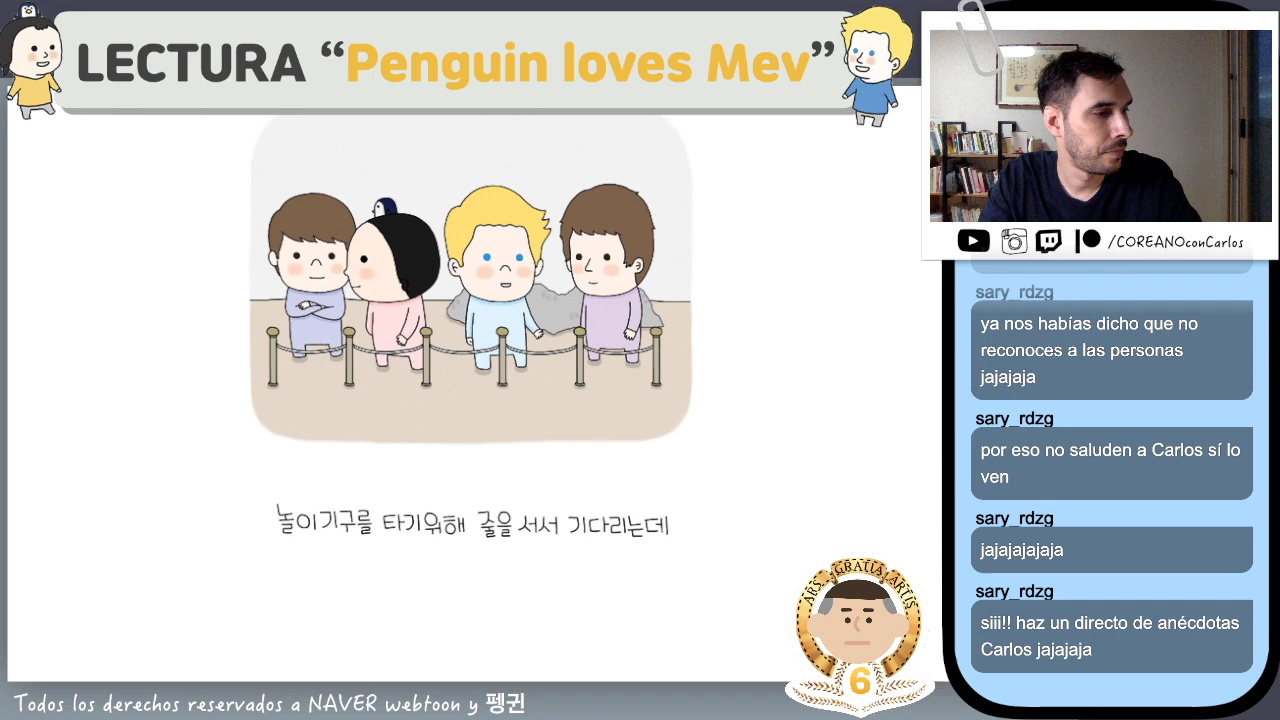 LECTURA “Penguin loves Mev”
/COREANOconCarlos
sary_rdzg
ya nos habías dicho que no
reconoces a las personas
jajajaja
sary_rdzg
por eso no saluden a Carlos sí lo
ven
sary_rdzg
jajajajajaja
sary_rdzg
siii!! haz un directo de anécdotas
Carlos jajajaja
놀이기구를 타기위해 줄을 서서 기다리는데
ARS GRATIA ARTIS
6
Todos los derechos reservados a NAVER webtoon y 펭귄